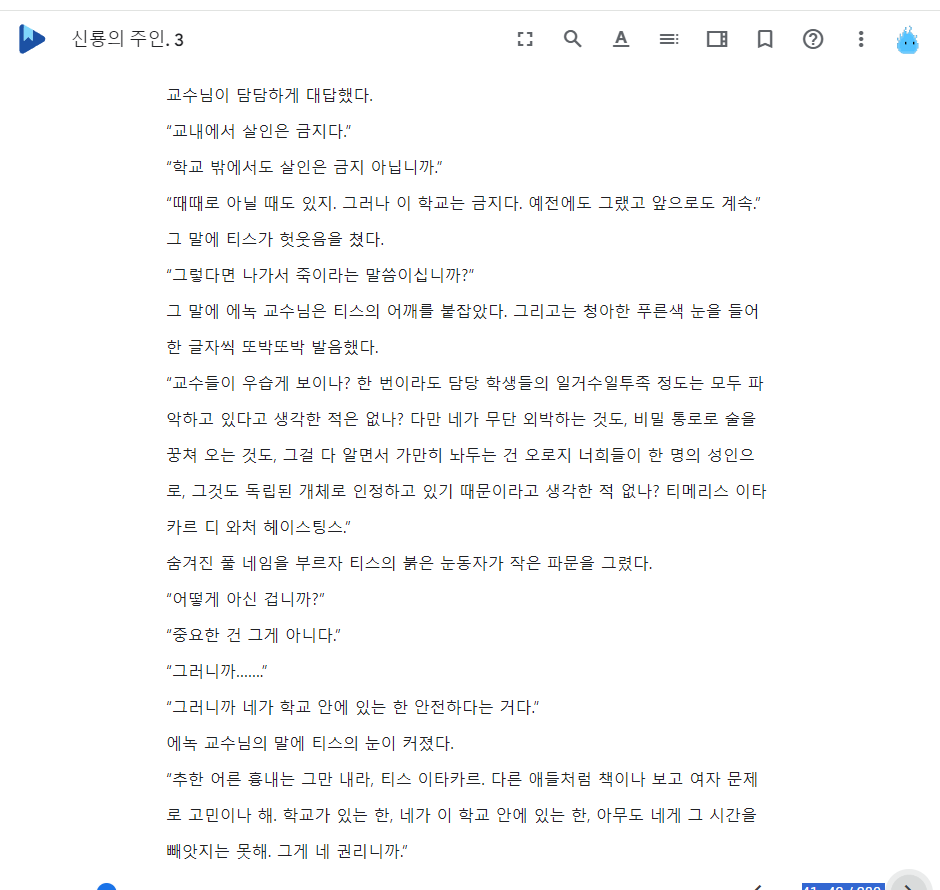 신룡의 주인. 3
교수님이 담담하게 대답했다.
“교내에서 살인은 금지다.”
“학교 밖에서도 살인은 금지 아닙니까.”
“때때로 아닐 때도 있지. 그러나 이 학교는 금지다. 예전에도 그랬고 앞으로도 계속.”
그 말에 티스가 헛웃음을 쳤다.
“그렇다면 나가서 죽이라는 말씀이십니까?”
그 말에 에녹 교수님은 티스의 어깨를 붙잡았다. 그리고는 청아한 푸른색 눈을 들어
한 글자씩 또박또박 발음했다.
“교수들이 우습게 보이나? 한 번이라도 담당 학생들의 일거수일투족 정도는 모두 파
악하고 있다고 생각한 적은 없나? 다만 네가 무단 외박하는 것도, 비밀 통로로 술을
꿍쳐 오는 것도, 그걸 다 알면서 가만히 놔두는 건 오로지 너희들이 한 명의 성인으
로, 그것도 독립된 개체로 인정하고 있기 때문이라고 생각한 적 없나? 티메리스 이타
카르 디 와처 헤이스팅스.”
숨겨진 풀 네임을 부르자 티스의 붉은 눈동자가 작은 파문을 그렸다.
“어떻게 아신 겁니까?”
“중요한 건 그게 아니다.”
“그러니까…….”
“그러니까 네가 학교 안에 있는 한 안전하다는 거다.”
에녹 교수님의 말에 티스의 눈이 커졌다.
“추한 어른 흉내는 그만 내라, 티스 이타카르. 다른 애들처럼 책이나 보고 여자 문제
로 고민이나 해. 학교가 있는 한, 네가 이 학교 안에 있는 한, 아무도 네게 그 시간을
빼앗지는 못해. 그게 네 권리니까.”